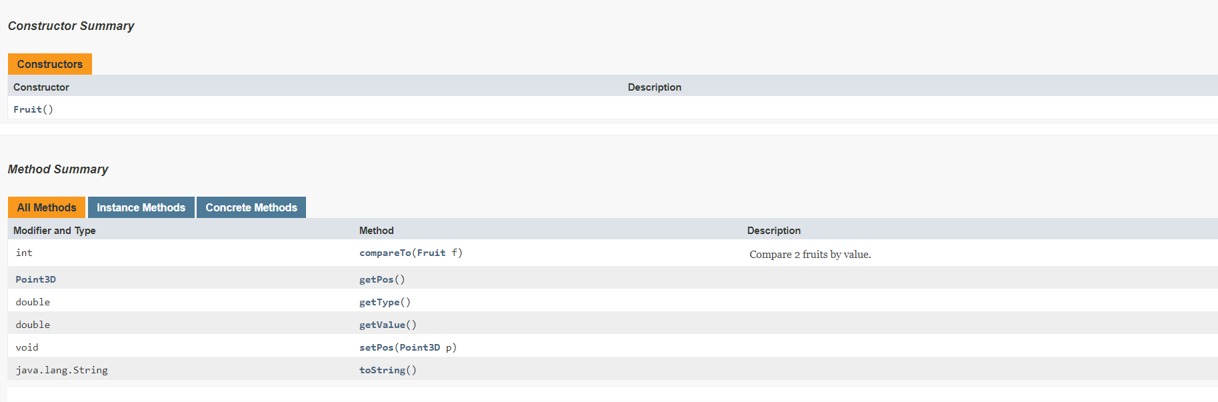 Constructor Summary
Constructors
Constructor Description
Fruit()
Method Summary
All Methods Instance Methods Concrete Methods
Modifier and Type Method Description
int compareTo(Fruit f) Compare 2 fruits by value.
Point3D getPos()
double getType()
double getValue()
void setPos(Point3D p)
java.lang.String toString()